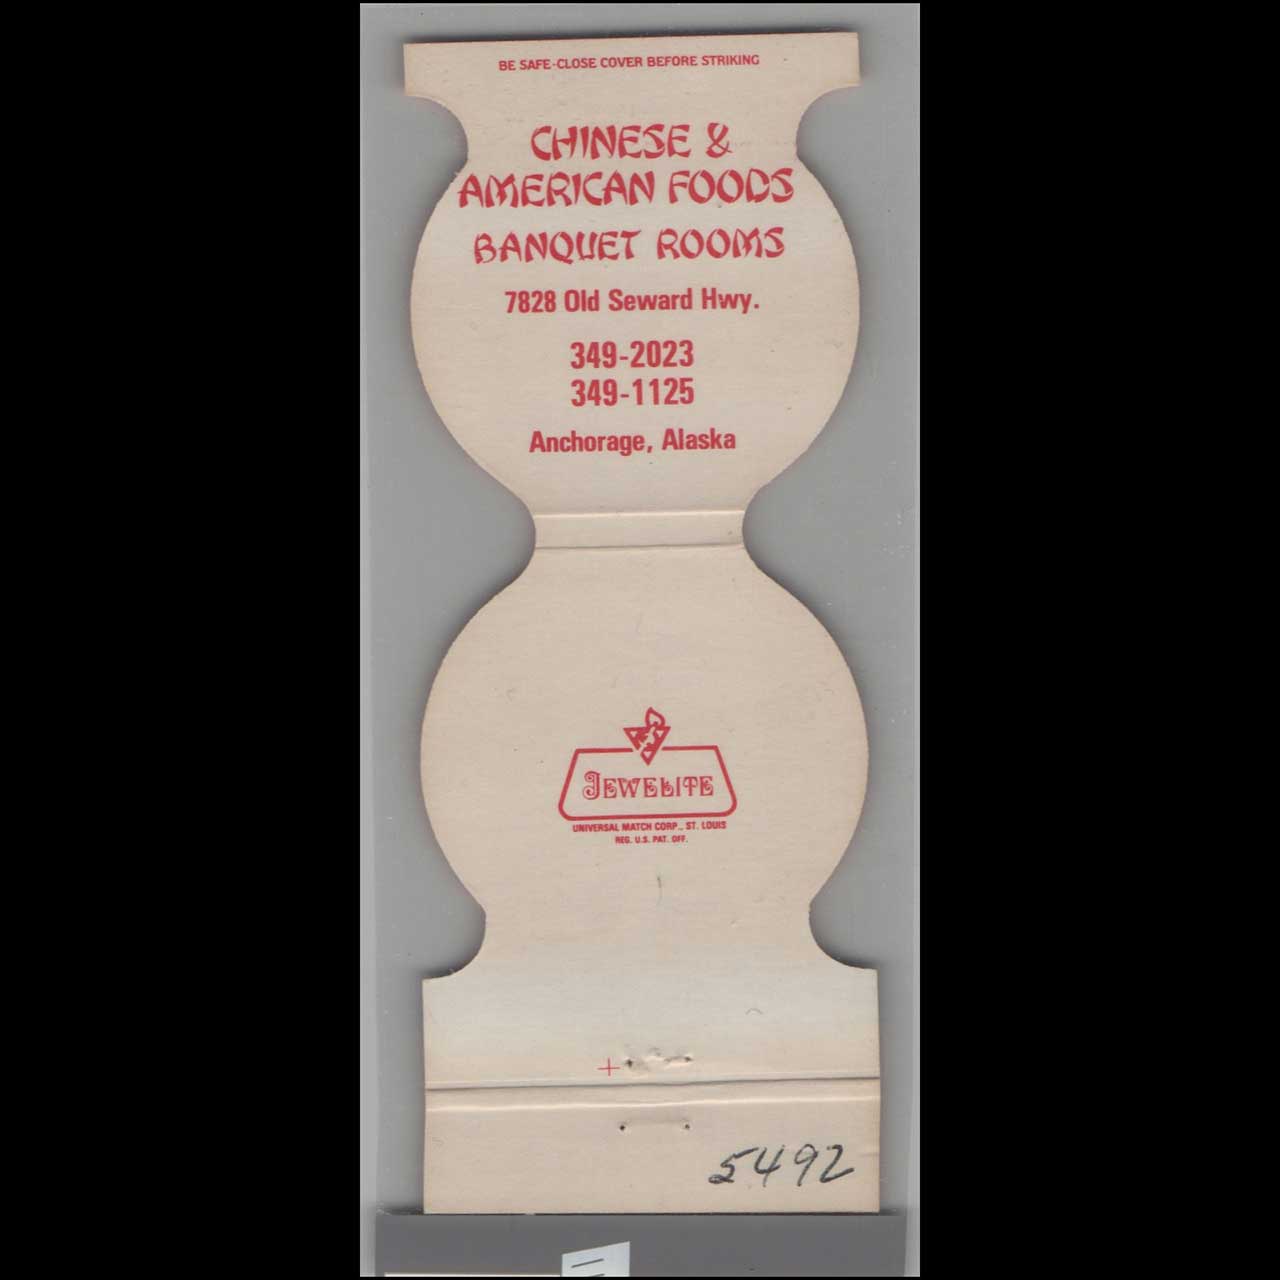 BE SAFE-CLOSE COVER BEFORE STRIKING
CHINESE &
AMERICAN FOODS
BANQUET ROOMS
7828 Old Seward Hwy.
349-2023
349-1125
Anchorage, Alaska
JEWELITE
UNIVERSAL MATCH CORP., ST. LOUIS
REG. U.S. PAT. OFF.
5492